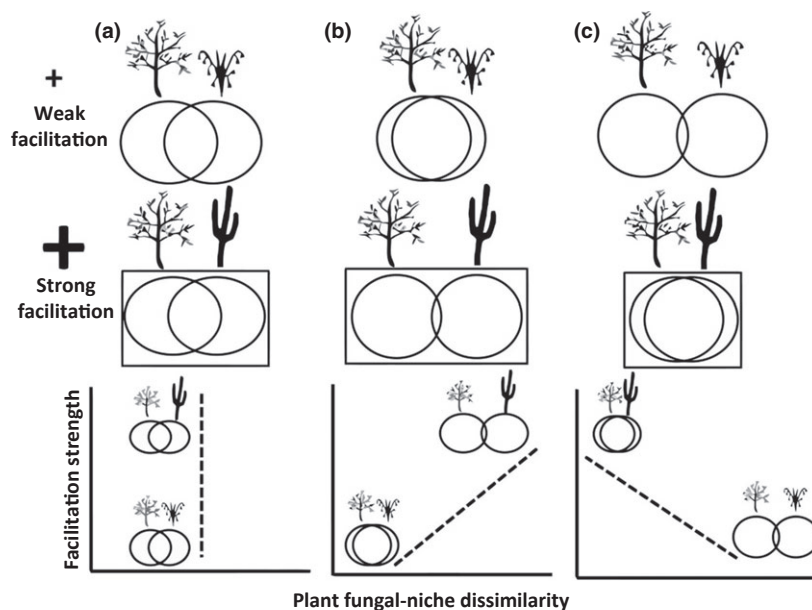 (a) (b) (c)
+
Weak
facilitation
+
Strong
facilitation
Facilitation strength
Plant fungal-niche dissimilarity